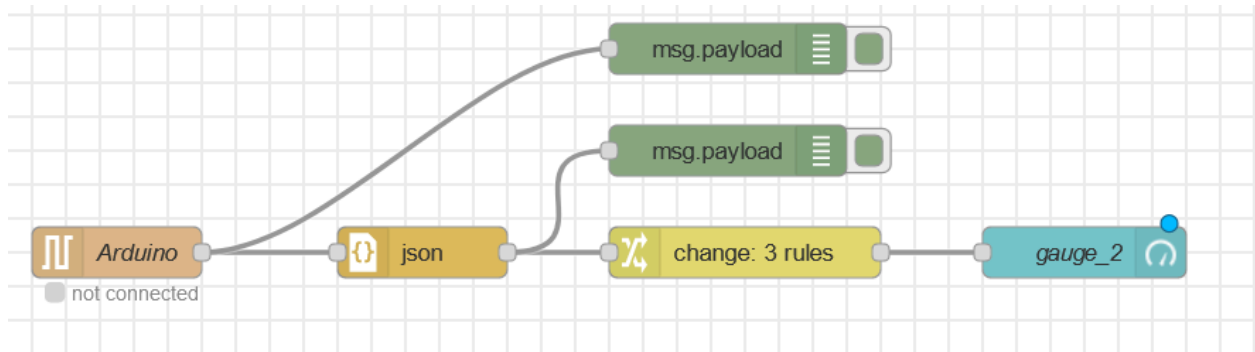 msg.payload
msg.payload
Arduino
{} json
change: 3 rules
gauge_2
not connected